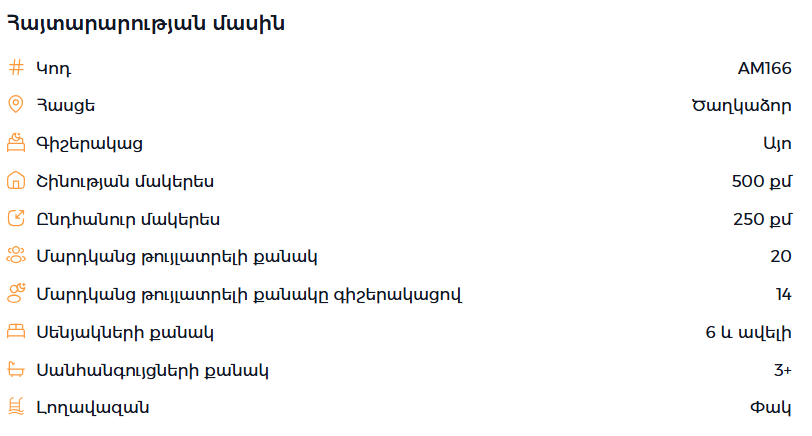 Հայտարարության մասին
Կոդ AM166
Հասցե Ծաղկաձոր
Գիշերակաց Այո
Շինության մակերես 500 քմ
Ընդհանուր մակերես 250 քմ
Մարդկանց թույլատրելի քանակ 20
Մարդկանց թույլատրելի քանակը գիշերակացով 14
Սենյակների քանակ 6 և ավելի
Սանհանգույցների քանակ 3+
Լողավազան Փակ